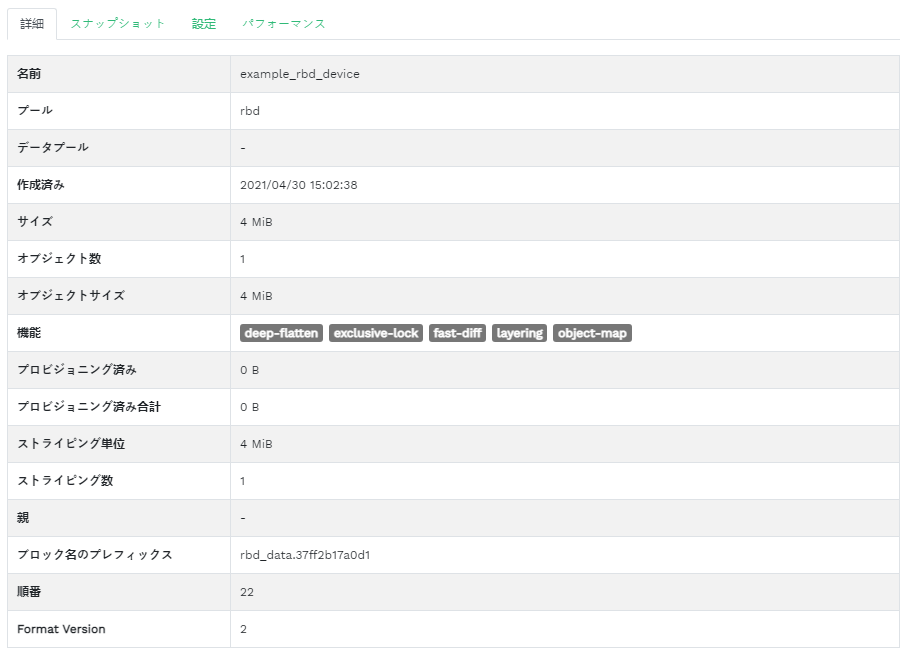 詳細 スナップショット 設定 パフォーマンス
名前 example_rbd_device
プール rbd
データプール -
作成済み 2021/04/30 15:02:38
サイズ 4 MiB
オブジェクト数 1
オブジェクトサイズ 4 MiB
機能 deep-flatten exclusive-lock fast-diff layering object-map
プロビジョニング済み 0 B
プロビジョニング済み合計 0 B
ストライピング単位 4 MiB
ストライピング数 1
親 -
ブロック名のプレフィックス rbd_data.37ff2b17a0d1
順番 22
Format Version 2